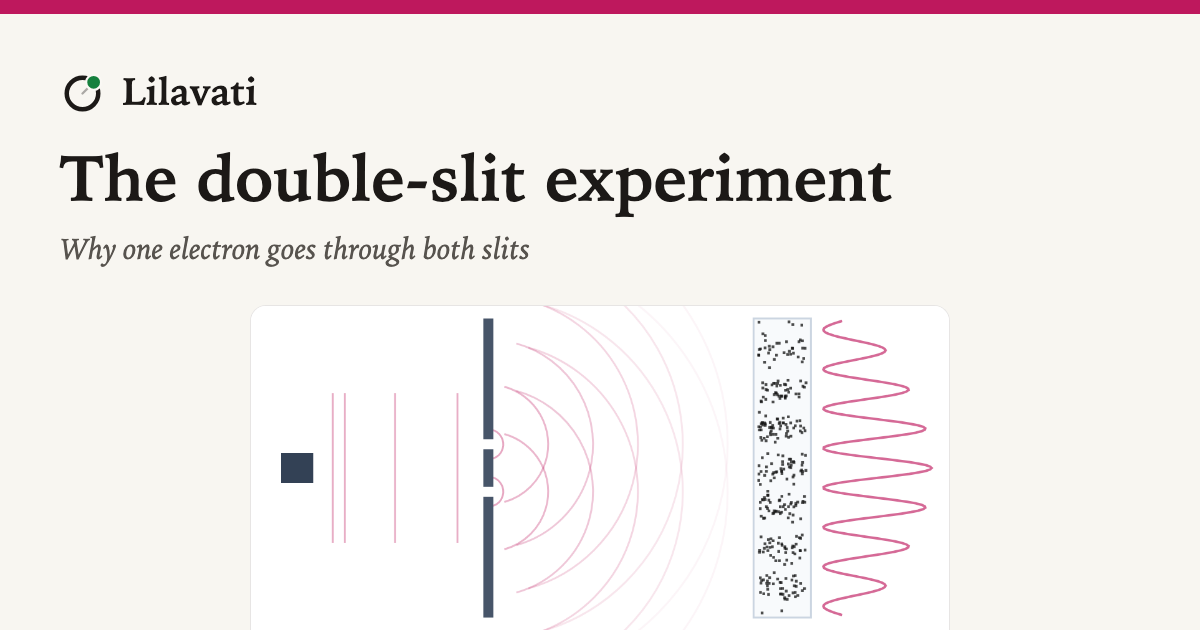 Lilavati
The double-slit experiment
Why one electron goes through both slits